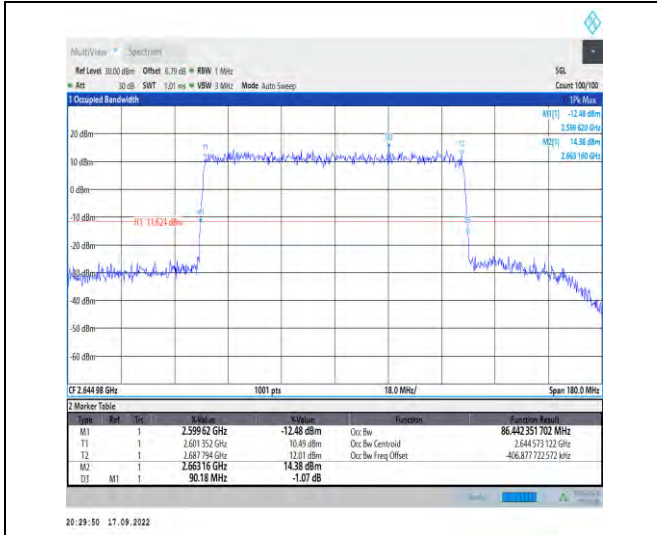 MultiView Spectrum
Ref Level 30.00 dBm Offset 6.79 dB RBW 1 MHz SGL
Att 30 dB SWT 1.01 ms VBW 3 MHz Mode Auto Sweep Count 100/100
1 Occupied Bandwidth 1Pk Max
M1[1] -12.48 dBm
2.599 620 GHz
M2[1] 14.38 dBm
2.663 160 GHz
20 dBm
T1
M2
T2
10 dBm
0 dBm
-10 dBm
M1
H1 -11.624 dBm
D3
-20 dBm
-30 dBm
-40 dBm
-50 dBm
-60 dBm
CF 2.644 98 GHz 1001 pts 18.0 MHz/ Span 180.0 MHz
2 Marker Table
Type Ref Trc X-Value Y-Value Function Function Result
M1 1 2.599 62 GHz -12.48 dBm Occ Bw 86.442 351 702 MHz
T1 1 2.601 352 GHz 10.49 dBm Occ Bw Centroid 2.644 573 122 GHz
T2 1 2.687 794 GHz 12.01 dBm Occ Bw Freq Offset -406.877 722 572 kHz
M2 1 2.663 16 GHz 14.38 dBm
D3 M1 1 90.18 MHz -1.07 dB
20:29:50 17.09.2022